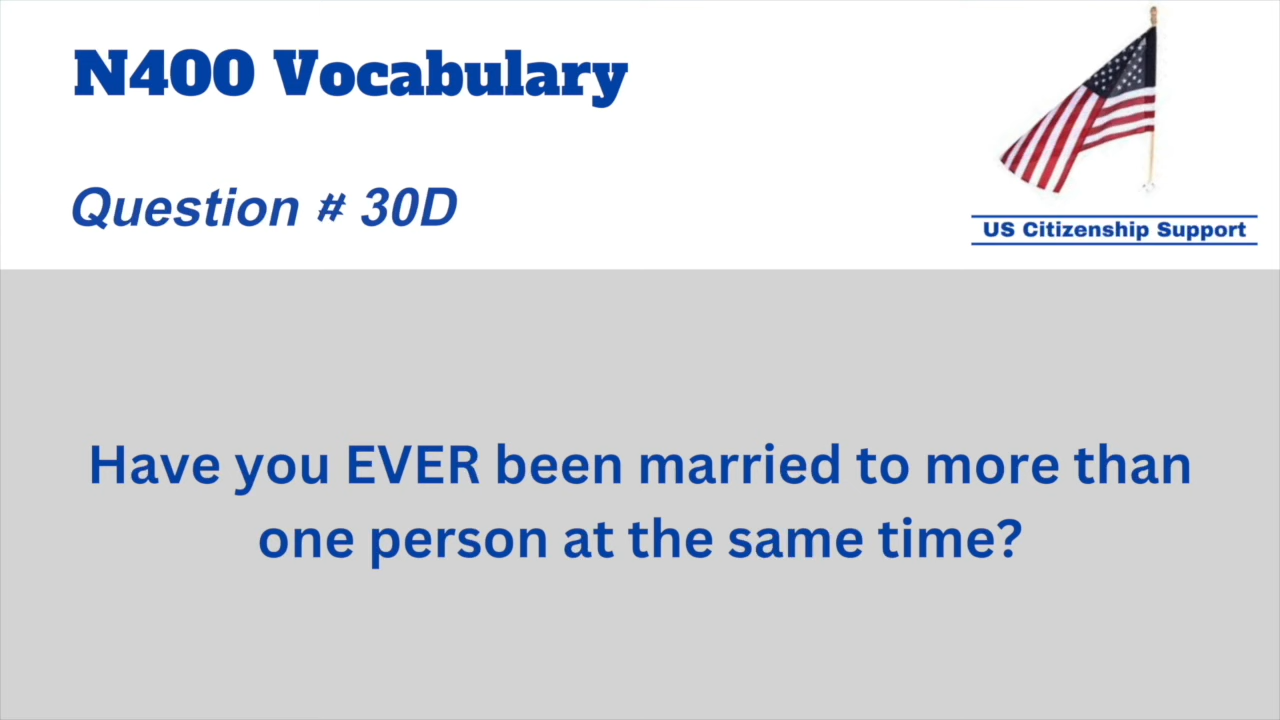 N400 Vocabulary
Question # 30D
US Citizenship Support
Have you EVER been married to more than
one person at the same time?